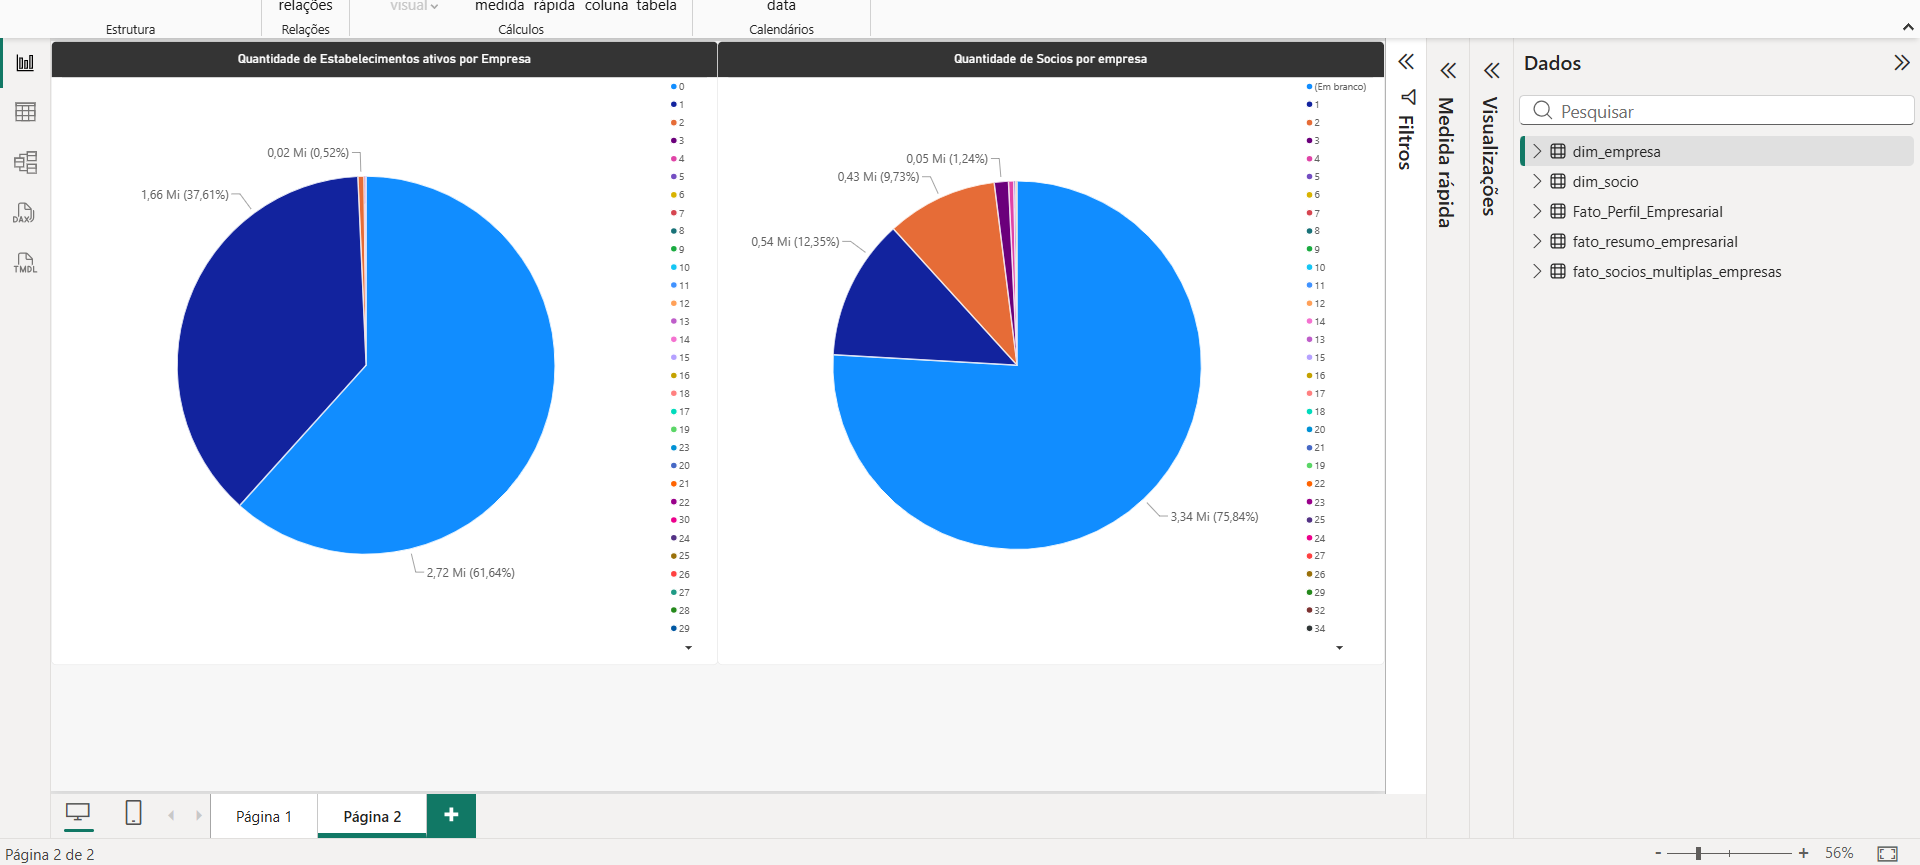 relações
visual
medida rápida coluna tabela
data
Estrutura
Relações
Cálculos
Calendários
Quantidade de Estabelecimentos ativos por Empresa
0,02 Mi (0,52%)
1,66 Mi (37,61%)
2,72 Mi (61,64%)
0
1
2
3
4
5
6
7
8
9
10
11
12
13
14
15
16
18
17
19
23
20
21
22
30
24
25
26
27
28
29
Quantidade de Socios por empresa
0,05 Mi (1,24%)
0,43 Mi (9,73%)
0,54 Mi (12,35%)
3,34 Mi (75,84%)
(Em branco)
1
2
3
4
5
6
7
8
9
10
11
12
14
13
15
16
17
18
20
21
19
22
23
25
24
27
26
29
32
34
Filtros
Medida rápida
Visualizações
Dados
Pesquisar
dim_empresa
dim_socio
Fato_Perfil_Empresarial
fato_resumo_empresarial
fato_socios_multiplas_empresas
DAX
TMDL
Página 1
Página 2
+
Página 2 de 2
- + 56%